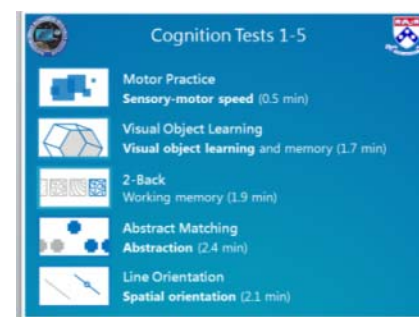 Cognition Tests 1-5
Motor Practice
Sensory-motor speed (0.5 min)
Visual Object Learning
Visual object learning and memory (1.7 min)
2-Back
Working memory (1.9 min)
Abstract Matching
Abstraction (2.4 min)
Line Orientation
Spatial orientation (2.1 min)